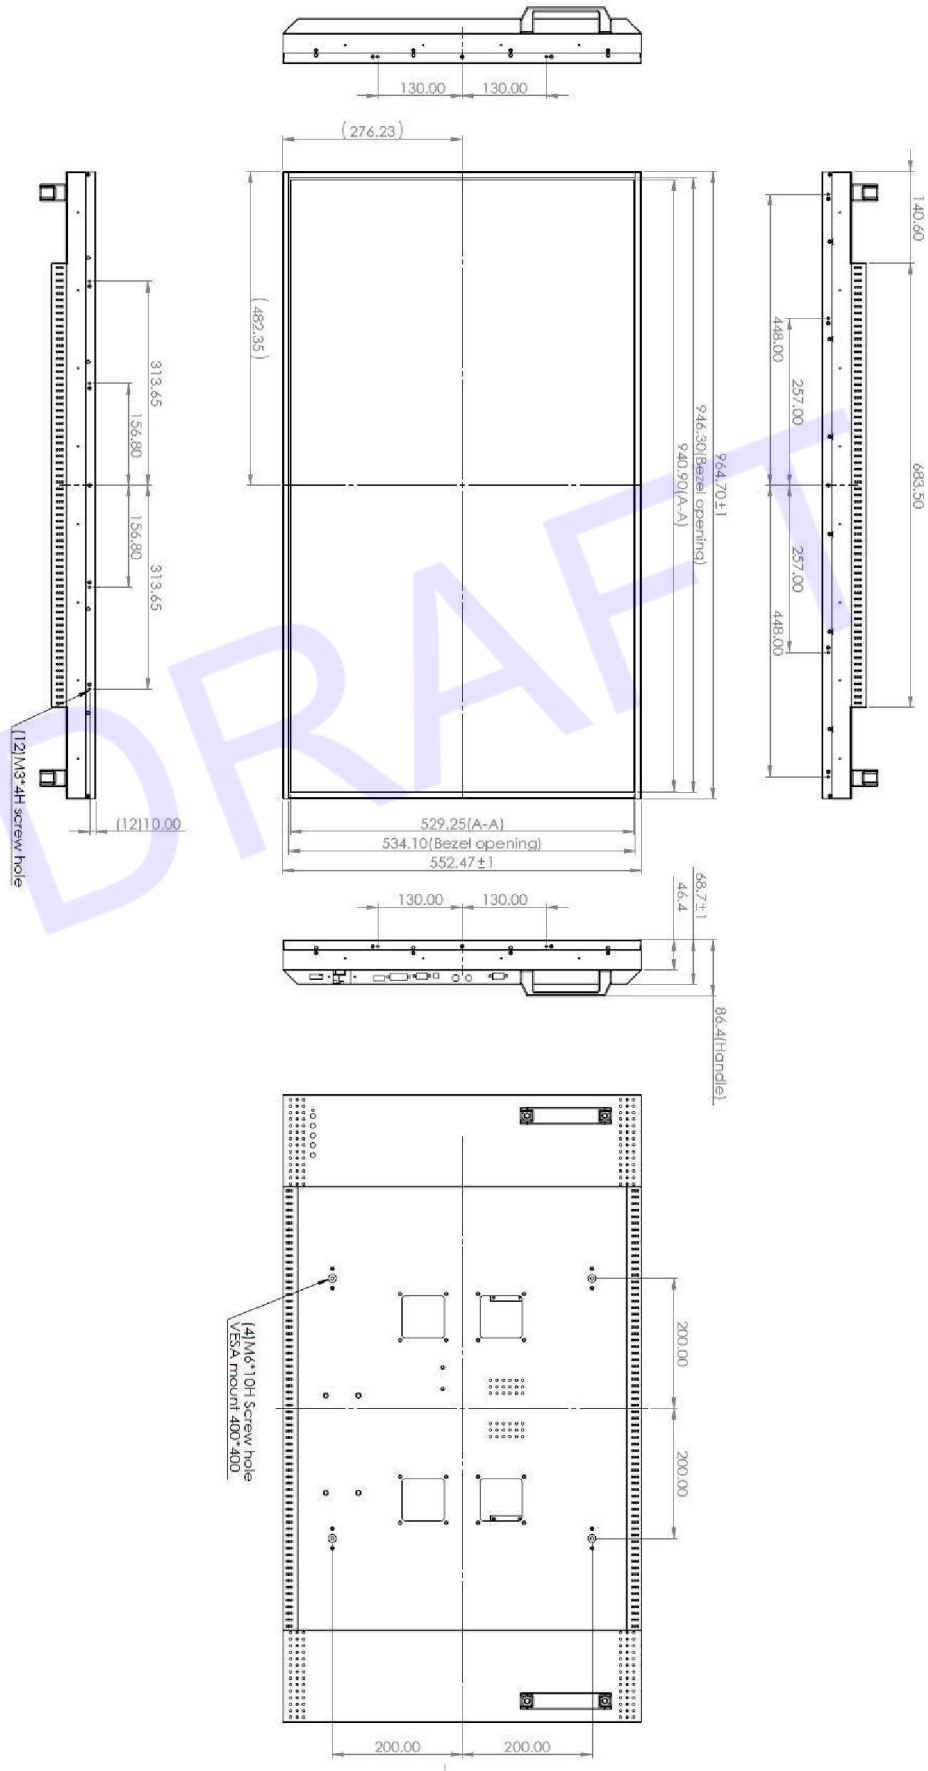 130.00
130.00
(276.23)
140.60
683.50
448.00
257.00
257.00
448.00
(482.35)
964.70±1
946.30(Bezel opening)
940.90(A-A)
313.65
156.80
156.80
313.65
(12)M3*4H screw hole
(12)10.00
529.25(A-A)
534.10(Bezel opening)
552.47±1
130.00
130.00
68.7±1
46.4
86.4(Handle)
200.00
200.00
(4)M6*10H Screw hole
VESA mount 400*400
200.00
200.00
DRAFT